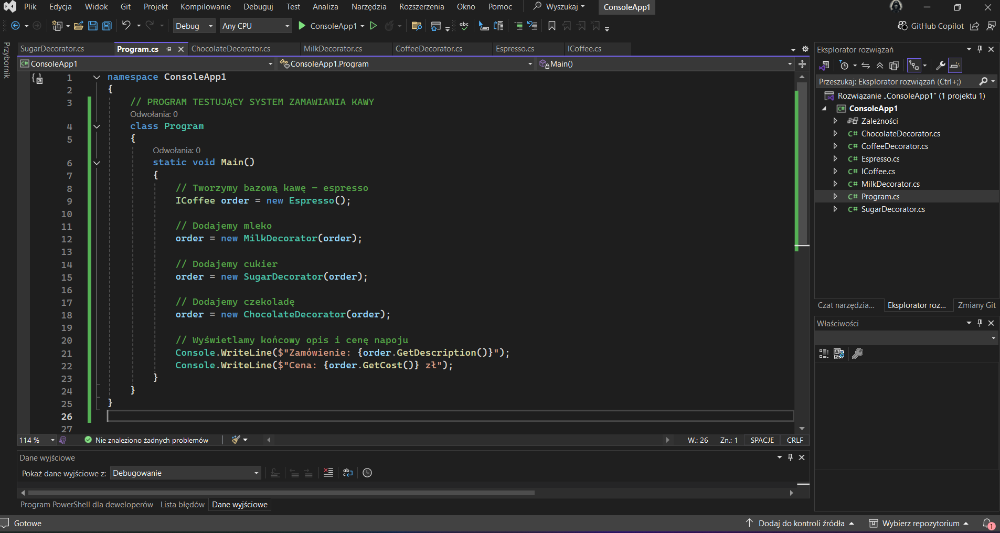 Plik Edycja Widok Git Projekt Kompilowanie Debuguj Test Analiza Narzędzia Rozszerzenia Okno Pomoc Wyszukaj ConsoleApp1
Debug Any CPU ConsoleApp1 GitHub Copilot
Przybornik
SugarDecorator.cs Program.cs ChocolateDecorator.cs MilkDecorator.cs CoffeeDecorator.cs Espresso.cs ICoffee.cs
ConsoleApp1 ConsoleApp1.Program Main()
1 namespace ConsoleApp1
2 {
3 // PROGRAM TESTUJĄCY SYSTEM ZAMAWIANIA KAWY
Odwołania: 0
4 class Program
5 {
Odwołania: 0
6 static void Main()
7 {
8 // Tworzymy bazową kawę – espresso
9 ICoffee order = new Espresso();
10
11 // Dodajemy mleko
12 order = new MilkDecorator(order);
13
14 // Dodajemy cukier
15 order = new SugarDecorator(order);
16
17 // Dodajemy czekoladę
18 order = new ChocolateDecorator(order);
19
20 // Wyświetlamy końcowy opis i cenę napoju
21 Console.WriteLine($"Zamówienie: {order.GetDescription()}");
22 Console.WriteLine($"Cena: {order.GetCost()} zł");
23 }
24 }
25 }
26
27
114 % Nie znaleziono żadnych problemów W.: 26 Zn.: 1 SPACJE CRLF
Dane wyjściowe
Pokaż dane wyjściowe z: Debugowanie
Program PowerShell dla deweloperów Lista błędów Dane wyjściowe
Eksplorator rozwiązań
Przeszukaj: Eksplorator rozwiązań (Ctrl+;)
Rozwiązanie „ConsoleApp1” (1 projektu 1)
ConsoleApp1
Zależności
C# ChocolateDecorator.cs
C# CoffeeDecorator.cs
C# Espresso.cs
C# ICoffee.cs
C# MilkDecorator.cs
C# Program.cs
C# SugarDecorator.cs
Czat narzędzia... Eksplorator roz... Zmiany Git
Właściwości
Gotowe Dodaj do kontroli źródła Wybierz repozytorium 1